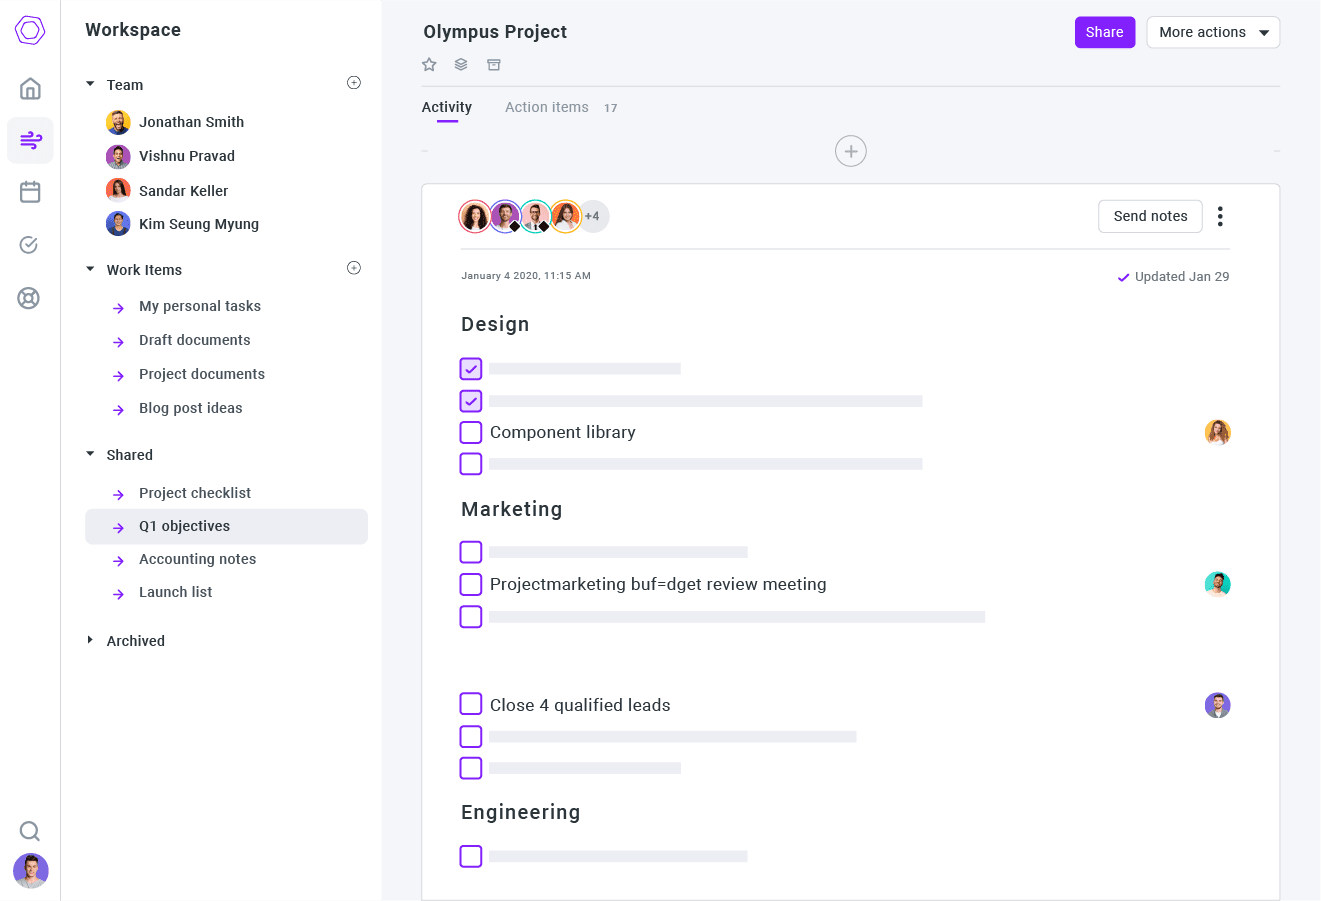 Workspace
Team
Jonathan Smith
Vishnu Pravad
Sandar Keller
Kim Seung Myung
Work Items
My personal tasks
Draft documents
Project documents
Blog post ideas
Shared
Project checklist
Q1 objectives
Accounting notes
Launch list
Archived
Olympus Project
Share
More actions
Activity
Action items 17
+4
Send notes
January 4 2020, 11:15 AM
Updated Jan 29
Design
Component library
Marketing
Projectmarketing buf=dget review meeting
Close 4 qualified leads
Engineering